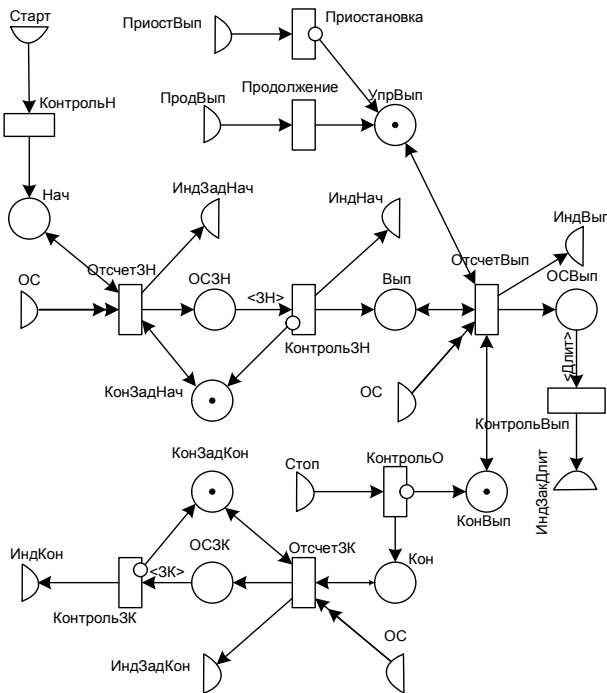 Старт
ПриостВып
Приостановка
КонтрольН
ПродВып
Продолжение
УпрВып
Нач
ИндЗадНач
ИндНач
ИндВып
ОС
ОтсчетЗН
ОСЗН
<ЗН>
Вып
ОтсчетВып
ОСВып
КонтрольЗН
<Длит>
КонЗадНач
ОС
КонтрольВып
КонЗадКон
Стоп
КонтрольО
КонВып
ИндЗакДлит
ИндКон
ОСЗК
ОтсчетЗК
<ЗК>
Кон
КонтрольЗК
ИндЗадКон
ОС